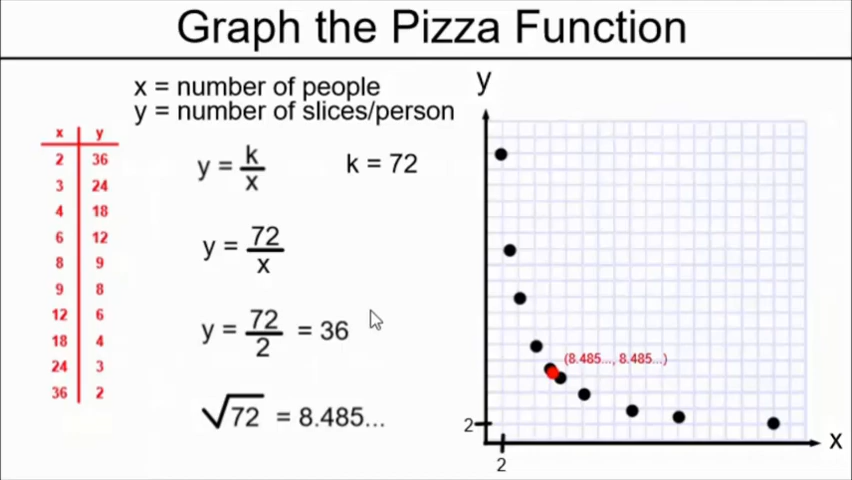 Graph the Pizza Function
x = number of people
y = number of slices/person
x y
2 36
3 24
4 18
6 12
8 9
9 8
12 6
18 4
24 3
36 2
y = k/x
k = 72
y = 72/x
y = 72/2 = 36
√72 = 8.485...
y
(8.485..., 8.485...)
2
x
2